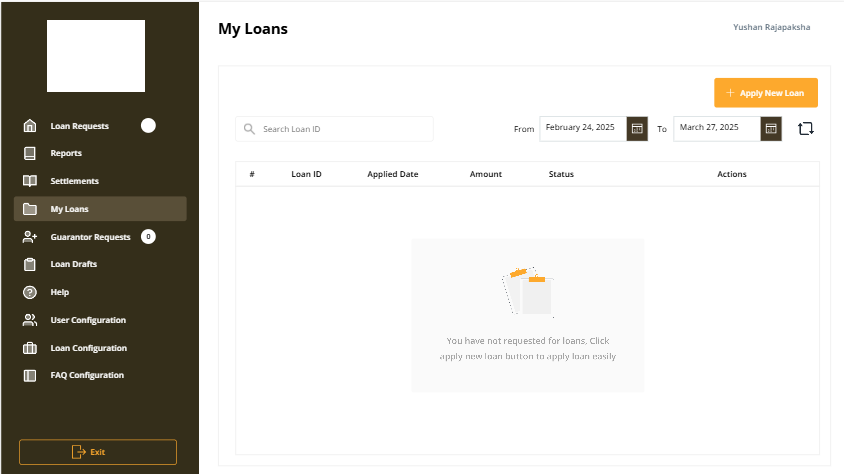 My Loans
Yushan Rajapaksha
Loan Requests
Reports
Settlements
My Loans
Guarantor Requests 0
Loan Drafts
Help
User Configuration
Loan Configuration
FAQ Configuration
Exit
+ Apply New Loan
Search Loan ID
From February 24, 2025 To March 27, 2025
# Loan ID Applied Date Amount Status Actions
You have not requested for loans, Click
apply new loan button to apply loan easily